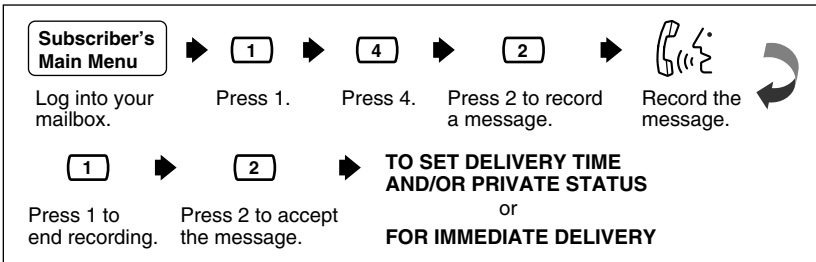 Subscriber's
Main Menu
1
4
2
Log into your
mailbox.
Press 1.
Press 4.
Press 2 to record
a message.
Record the
message.
1
2
TO SET DELIVERY TIME
AND/OR PRIVATE STATUS
or
FOR IMMEDIATE DELIVERY
Press 1 to
end recording.
Press 2 to accept
the message.